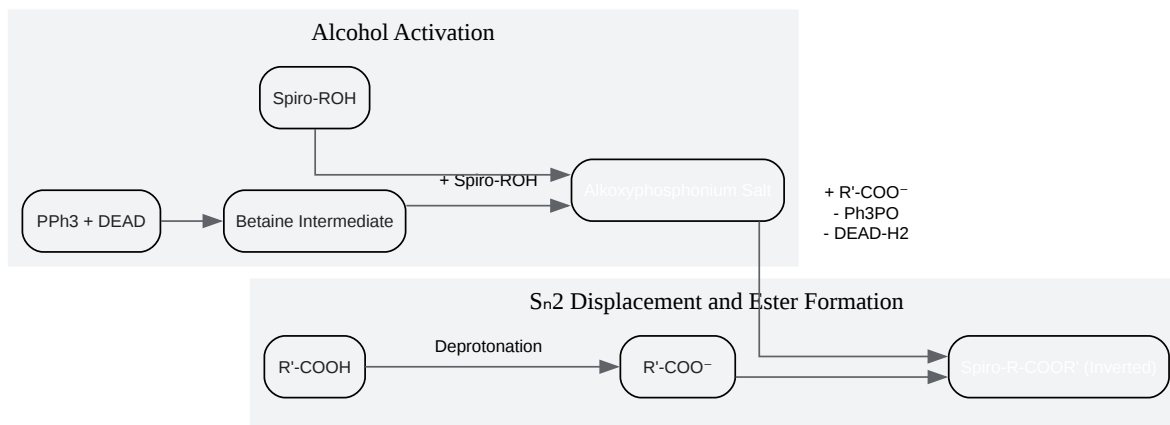 Alcohol Activation
Spiro-ROH
+ Spiro-ROH
PPh3 + DEAD
Betaine Intermediate
Alkoxyphosphonium Salt
+ R'-COO⁻
- Ph3PO
- DEAD-H2
Sₙ2 Displacement and Ester Formation
R'-COOH
Deprotonation
R'-COO⁻
Spiro-R-COOR' (Inverted)